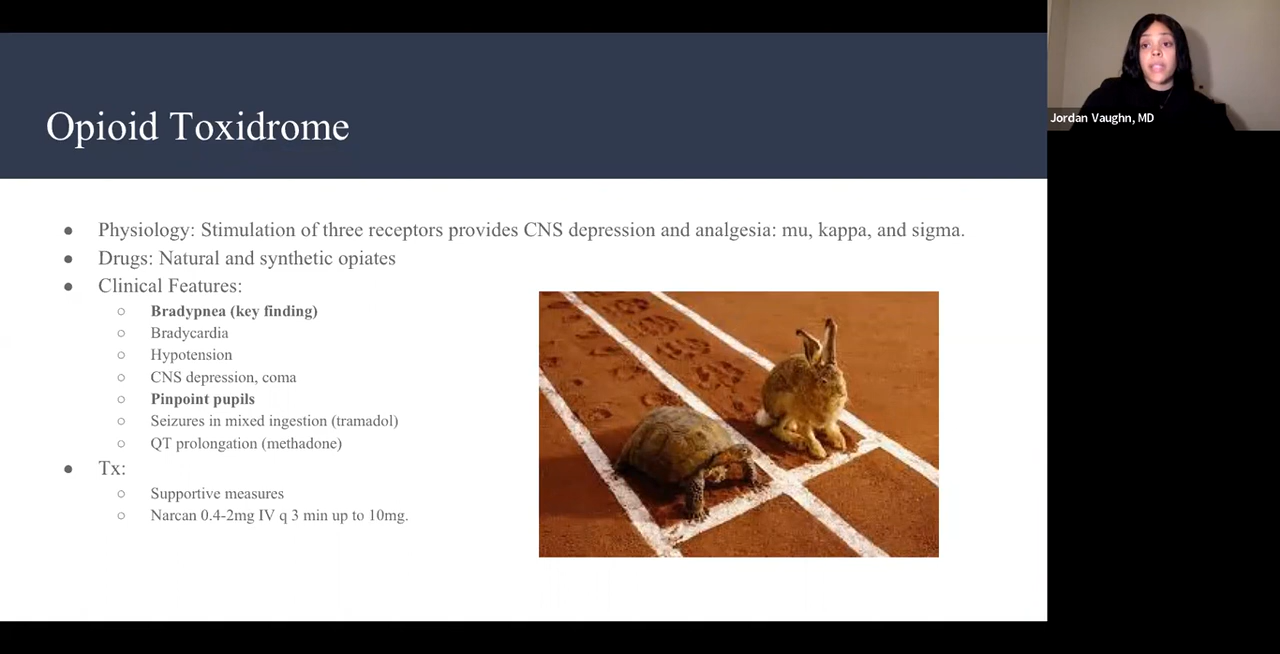 Opioid Toxidrome
Jordan Vaughn, MD
● Physiology: Stimulation of three receptors provides CNS depression and analgesia: mu, kappa, and sigma.
● Drugs: Natural and synthetic opiates
● Clinical Features:
○ Bradypnea (key finding)
○ Bradycardia
○ Hypotension
○ CNS depression, coma
○ Pinpoint pupils
○ Seizures in mixed ingestion (tramadol)
○ QT prolongation (methadone)
● Tx:
○ Supportive measures
○ Narcan 0.4-2mg IV q 3 min up to 10mg.